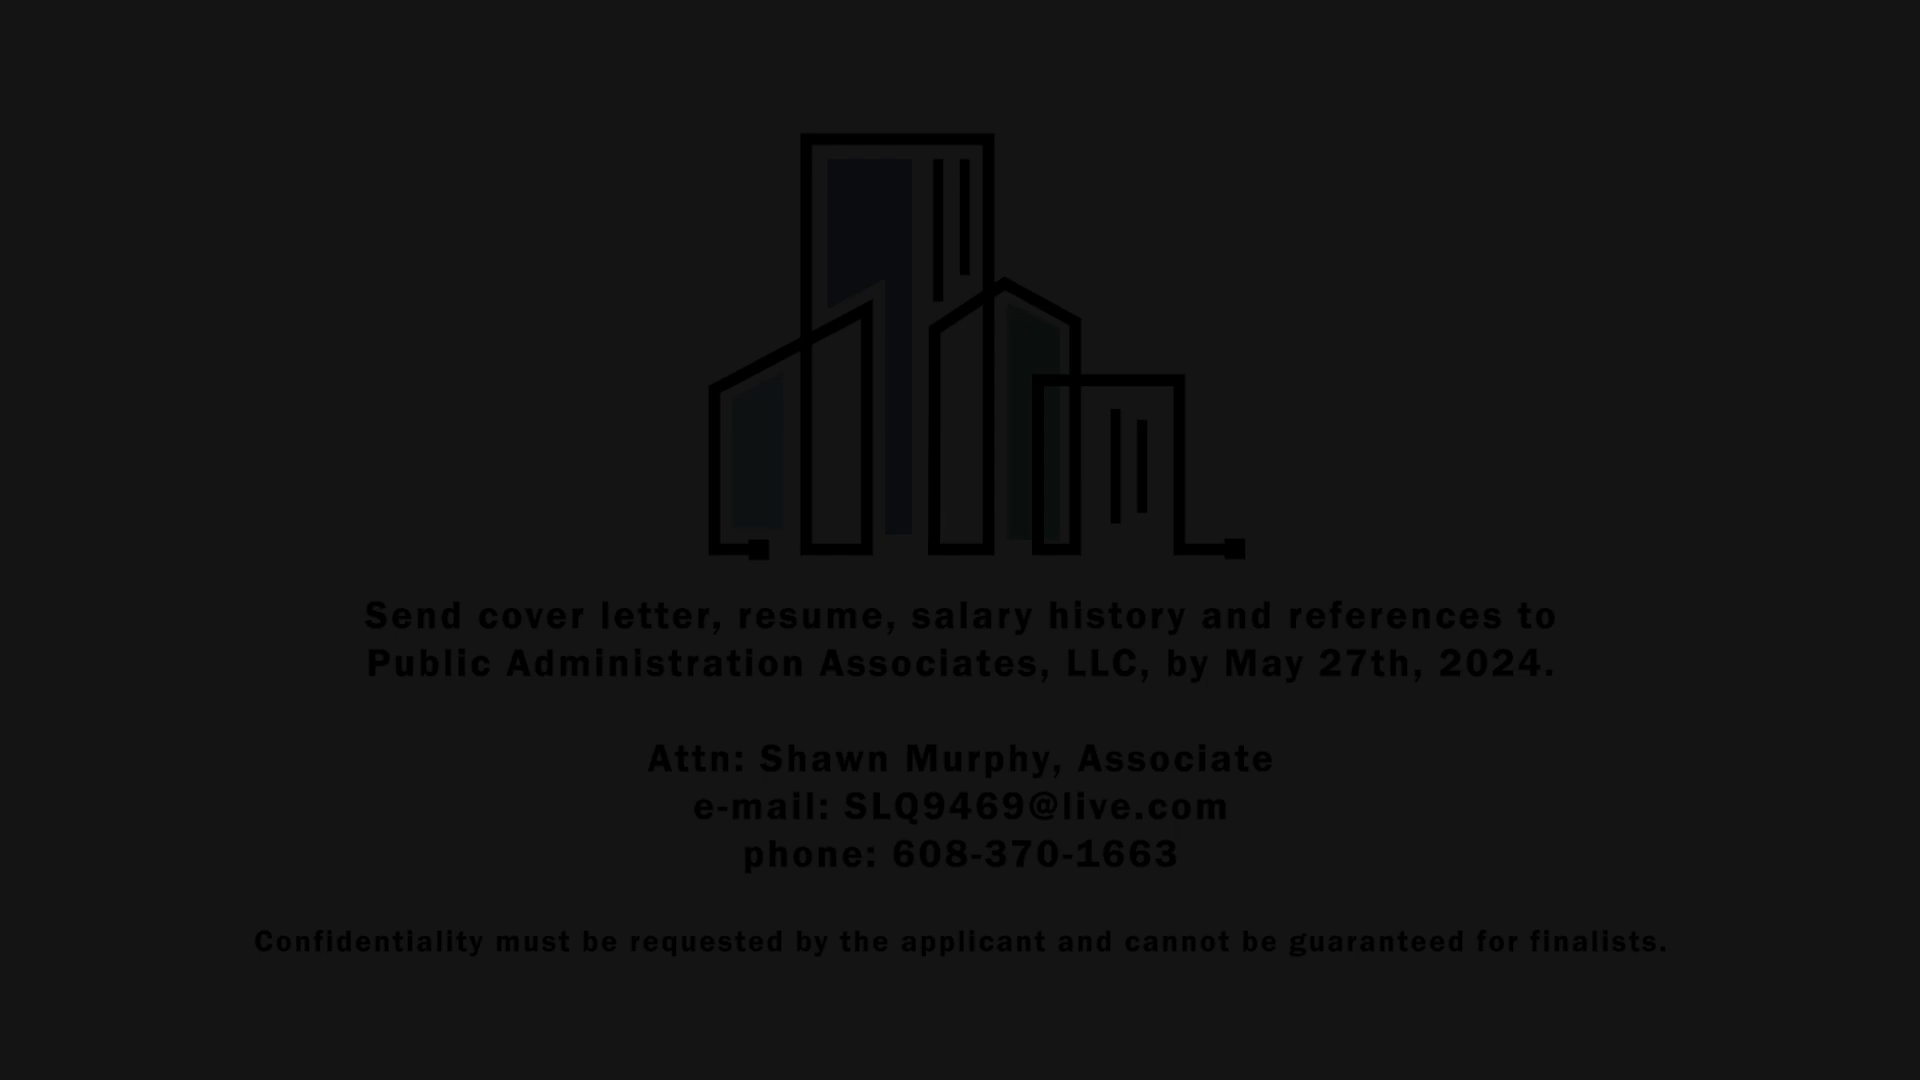 Send cover letter, resume, salary history and references to
Public Administration Associates, LLC, by May 27th, 2024.
Attn: Shawn Murphy, Associate
e-mail: SLQ9469@live.com
phone: 608-370-1663
Confidentiality must be requested by the applicant and cannot be guaranteed for finalists.